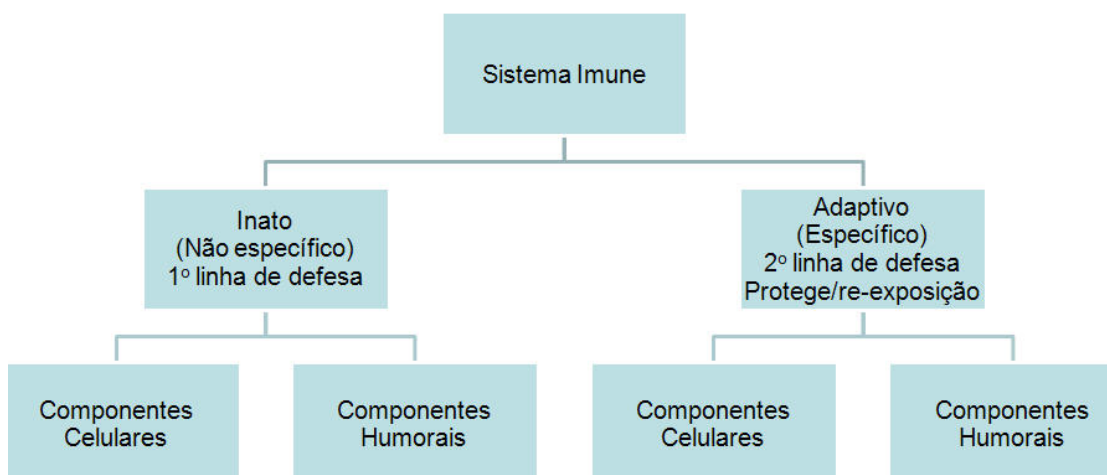 Sistema Imune
Inato
(Não específico)
1º linha de defesa
Adaptivo
(Específico)
2º linha de defesa
Protege/re-exposição
Componentes
Celulares
Componentes
Humorais
Componentes
Celulares
Componentes
Humorais